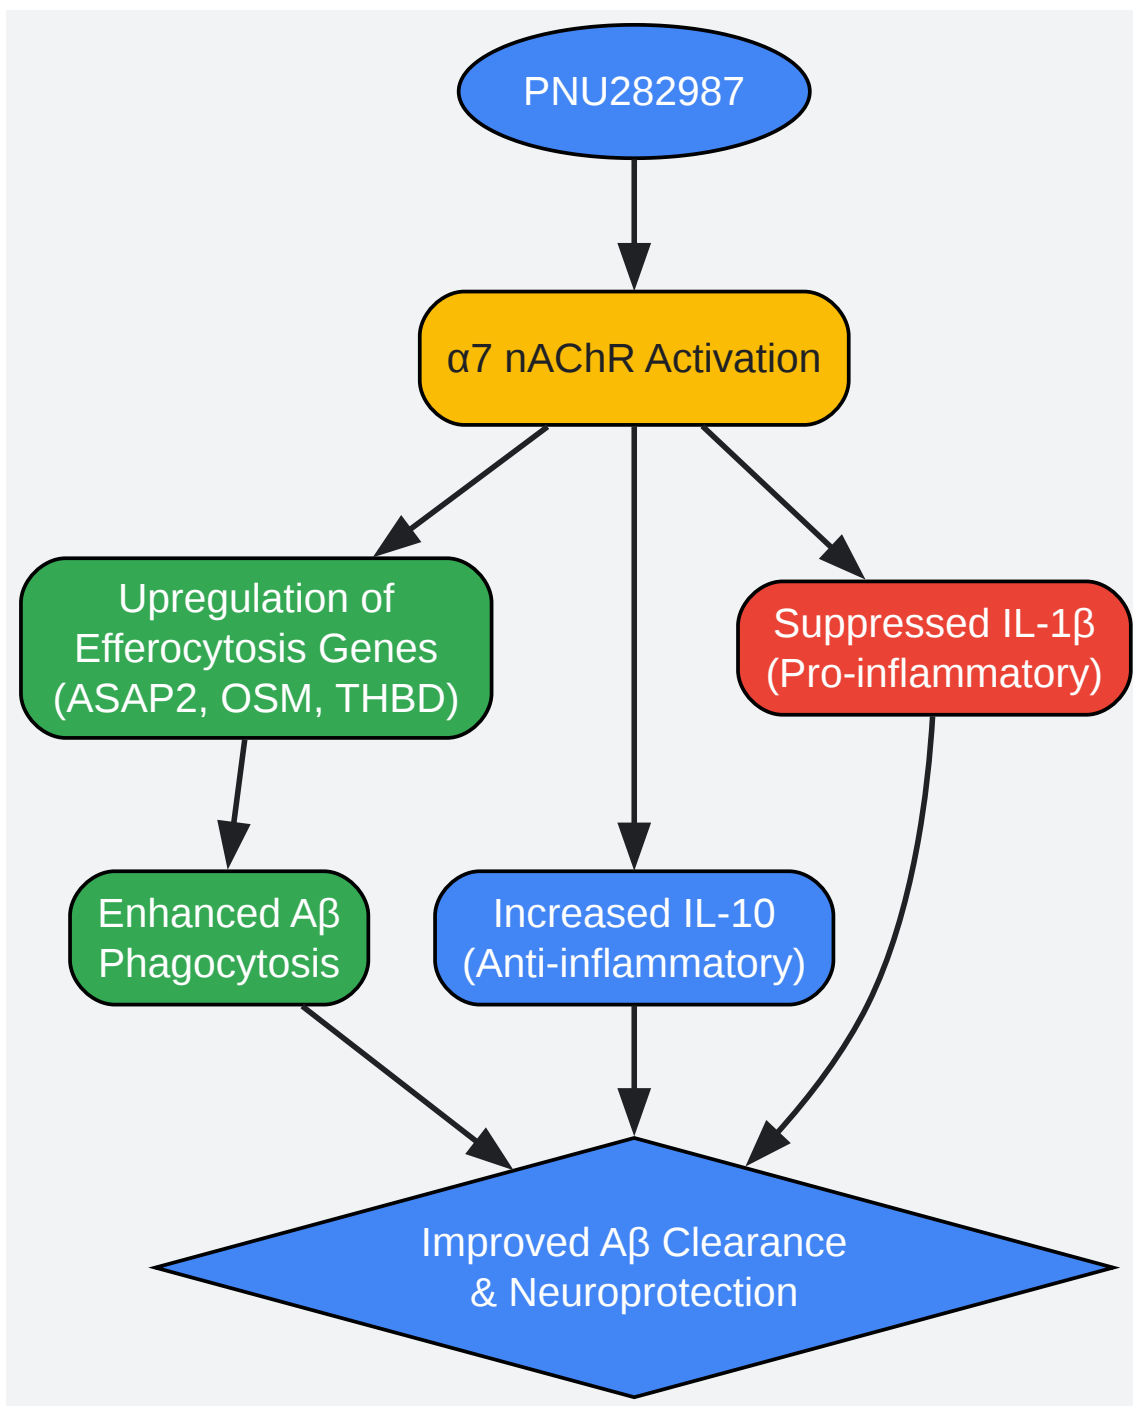 PNU282987
α7 nAChR Activation
Upregulation of
Efferocytosis Genes
(ASAP2, OSM, THBD)
Suppressed IL-1β
(Pro-inflammatory)
Enhanced Aβ
Phagocytosis
Increased IL-10
(Anti-inflammatory)
Improved Aβ Clearance
& Neuroprotection